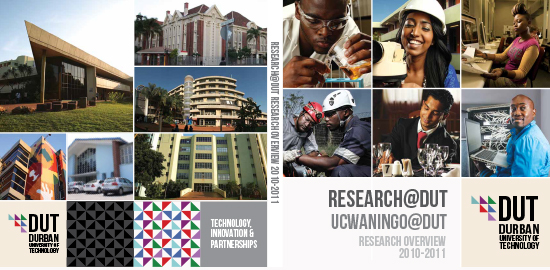 DUT
DURBAN
UNIVERSITY OF
TECHNOLOGY
TECHNOLOGY,
INNOVATION &
PARTNERSHIPS
RESEARCH@DUT RESEARCH OVERVIEW 2010-2011
RESEARCH@DUT
UCWANINGO@DUT
RESEARCH OVERVIEW
2010-2011
DUT
DURBAN
UNIVERSITY OF
TECHNOLOGY